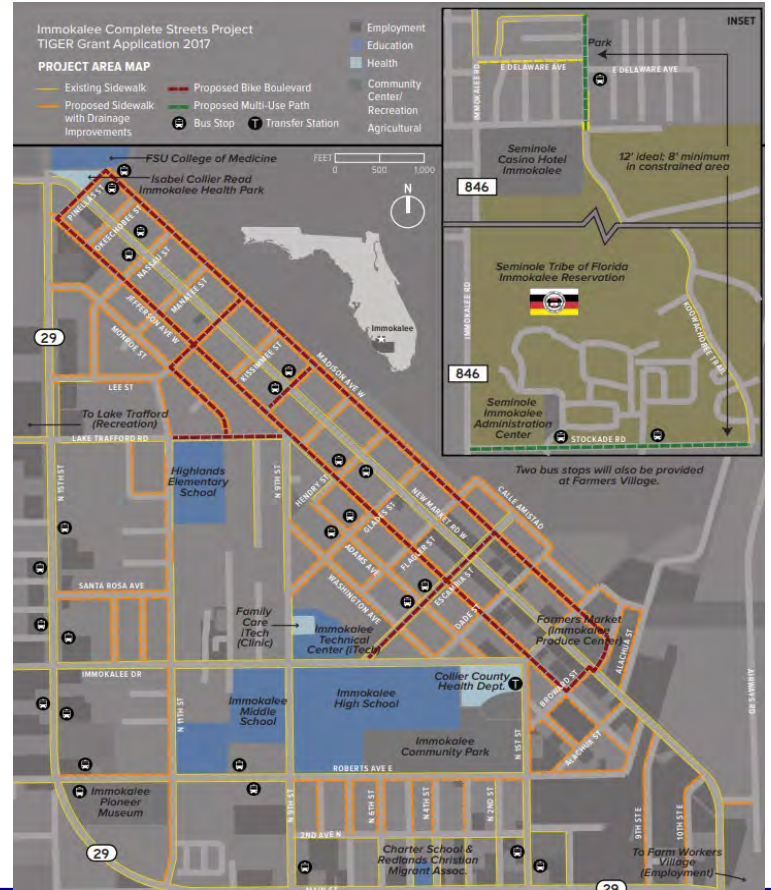 Immokalee Complete Streets Project
TIGER Grant Application 2017
PROJECT AREA MAP
Existing Sidewalk
Proposed Sidewalk
with Drainage
Improvements
Proposed Bike Boulevard
Proposed Multi-Use Path
Bus Stop
T Transfer Station
Employment
Education
Health
Community
Center/
Recreation
Agricultural
INSET
Park
IMMOKALEE RD
E DELAWARE AVE
E DELAWARE AVE
Seminole
Casino Hotel
Immokalee
12' ideal; 8' minimum
in constrained area
846
Seminole Tribe of Florida
Immokalee Reservation
IMMOKALEE RD
KOOWACHOBEE TRAIL
846
Seminole
Immokalee
Administration
Center
STOCKADE RD
Two bus stops will also be provided
at Farmers Village.
FSU College of Medicine
Isabel Collier Read
Immokalee Health Park
FEET 0 500 1,000
N
Immokalee
PINELLAS ST
OKEECHOBEE ST
NASSAU ST
MANATEE ST
JEFFERSON AVE W
MONROE ST
KISSIMMEE ST
MADISON AVE W
29
LEE ST
To Lake Trafford
(Recreation)
LAKE TRAFFORD RD
N 15TH ST
Highlands
Elementary
School
N 9TH ST
HENDRY ST
GLADES ST
NEW MARKET RD W
CALLE AMISTAD
ADAMS AVE
FLAGLER ST
ESCAMBIA ST
WASHINGTON AVE
DADE ST
SANTA ROSA AVE
Family
Care
iTech
(Clinic)
Immokalee
Technical
Center (iTech)
Farmers Market
(Immokalee
Produce Center)
ALACHUA ST
AIRWAYS RD
IMMOKALEE DR
Collier County
Health Dept.
T
BROWARD ST
N 11TH ST
Immokalee
Middle
School
Immokalee
High School
Immokalee
Community Park
N 1ST ST
ALACHUA ST
ROBERTS AVE E
Immokalee
Pioneer
Museum
N 9TH ST
N 6TH ST
N 4TH ST
N 2ND ST
9TH ST E
10TH ST E
2ND AVE N
29
Charter School &
Redlands Christian
Migrant Assoc.
To Farm Workers
Village
(Employment)
MAIN ST
29